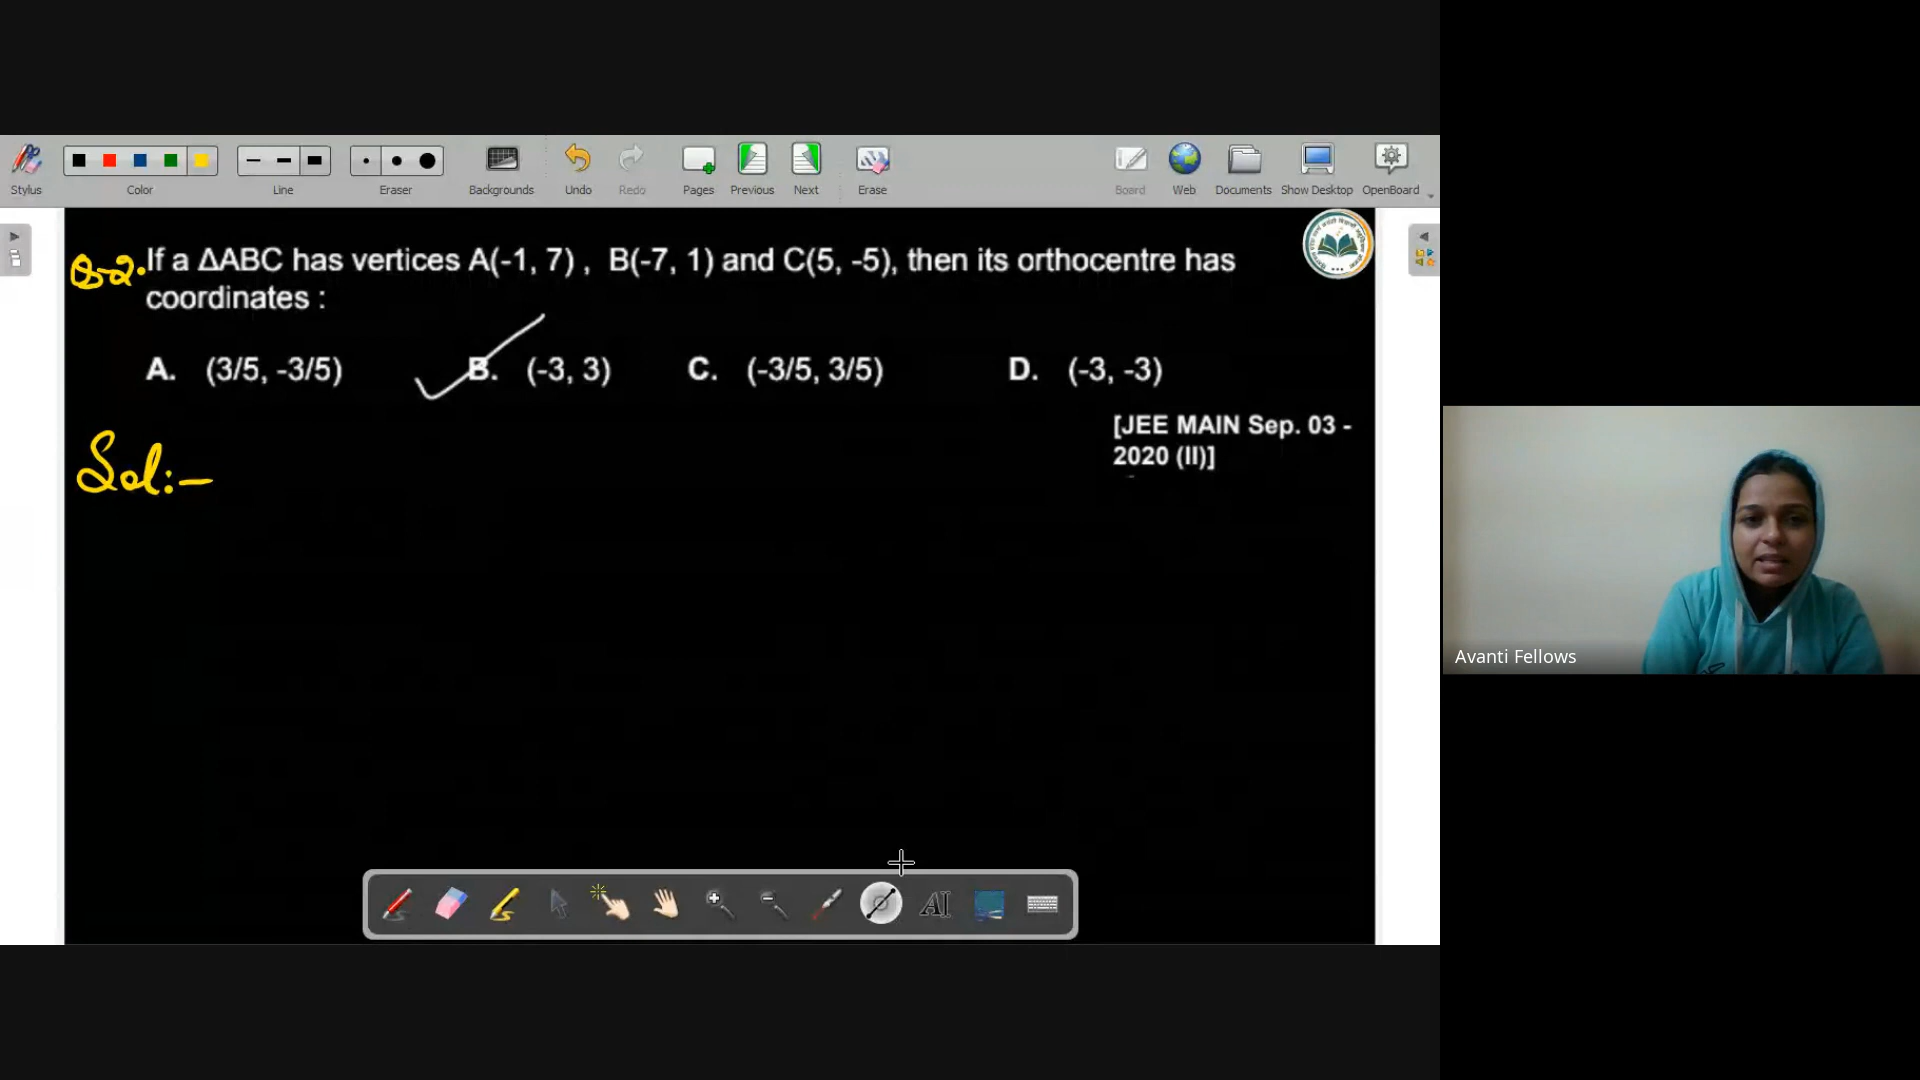 Stylus
Color
Line
Eraser
Backgrounds
Undo
Redo
Pages
Previous
Next
Erase
Board
Web
Documents
Show Desktop
OpenBoard
Q-2. If a ΔABC has vertices A(-1, 7) , B(-7, 1) and C(5, -5), then its orthocentre has
coordinates :
A. (3/5, -3/5) B. (-3, 3) C. (-3/5, 3/5) D. (-3, -3)
[JEE MAIN Sep. 03 -
2020 (II)]
Sol:-
AI
Avanti Fellows